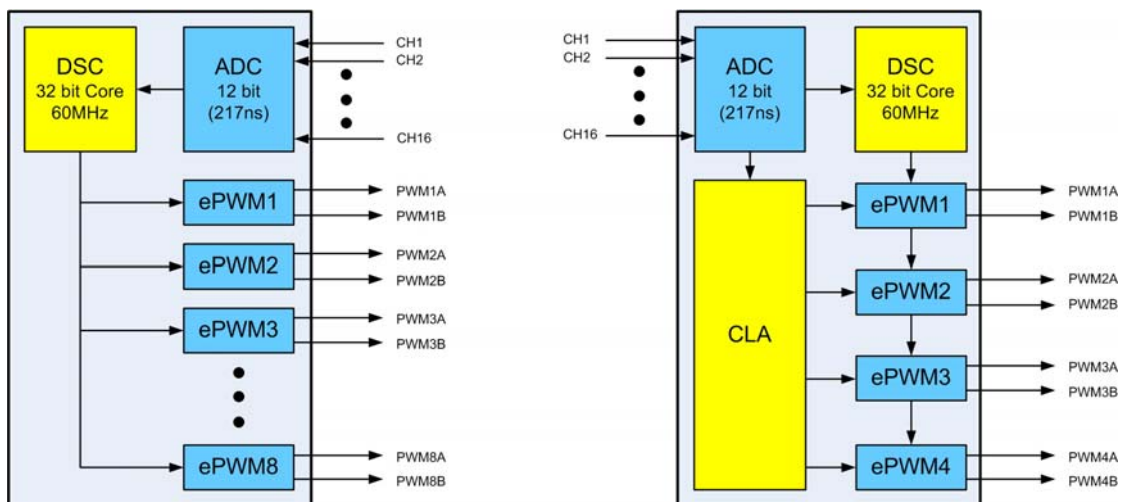 DSC
32 bit Core
60MHz
ADC
12 bit
(217ns)
CH1
CH2
CH16
ePWM1
PWM1A
PWM1B
ePWM2
PWM2A
PWM2B
ePWM3
PWM3A
PWM3B
ePWM8
PWM8A
PWM8B
CH1
CH2
CH16
ADC
12 bit
(217ns)
DSC
32 bit Core
60MHz
CLA
ePWM1
PWM1A
PWM1B
ePWM2
PWM2A
PWM2B
ePWM3
PWM3A
PWM3B
ePWM4
PWM4A
PWM4B